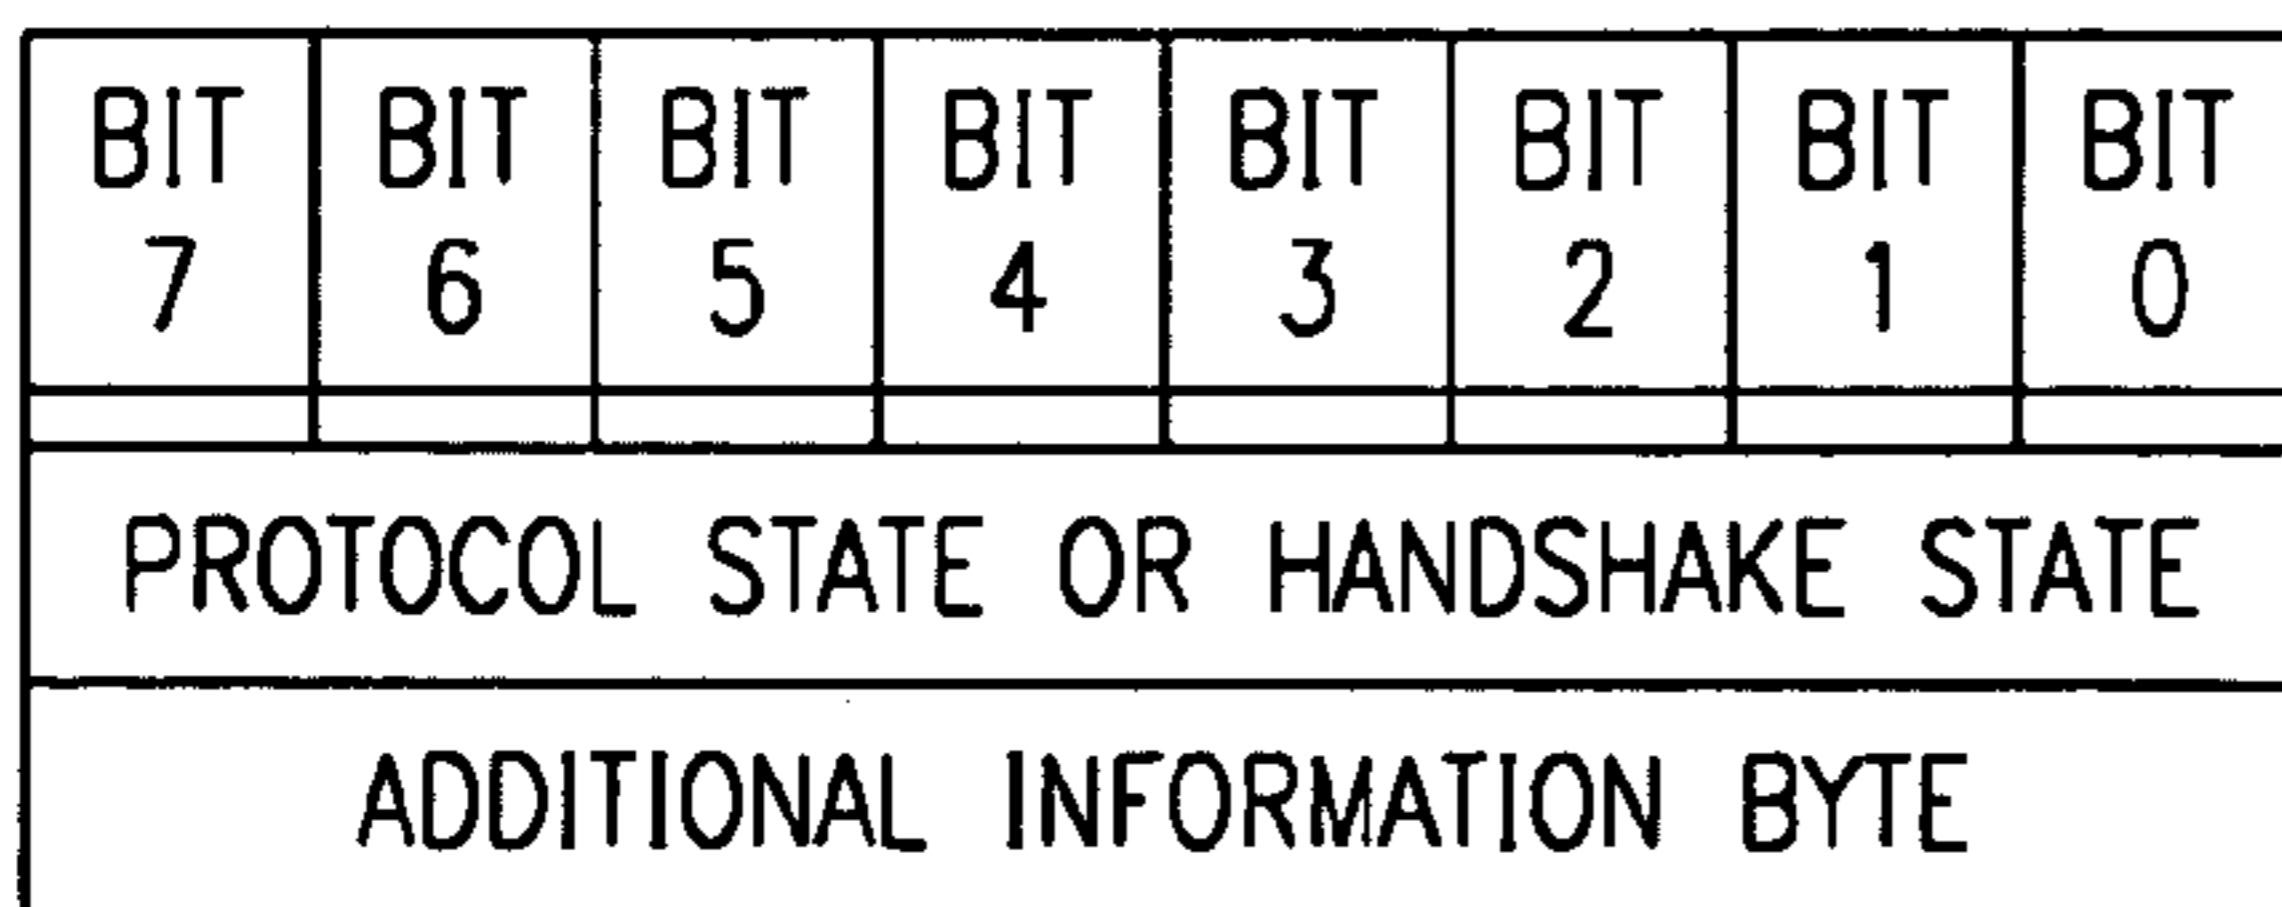 BIT BIT BIT BIT BIT BIT BIT BIT
7 6 5 4 3 2 1 0
PROTOCOL STATE OR HANDSHAKE STATE
ADDITIONAL INFORMATION BYTE